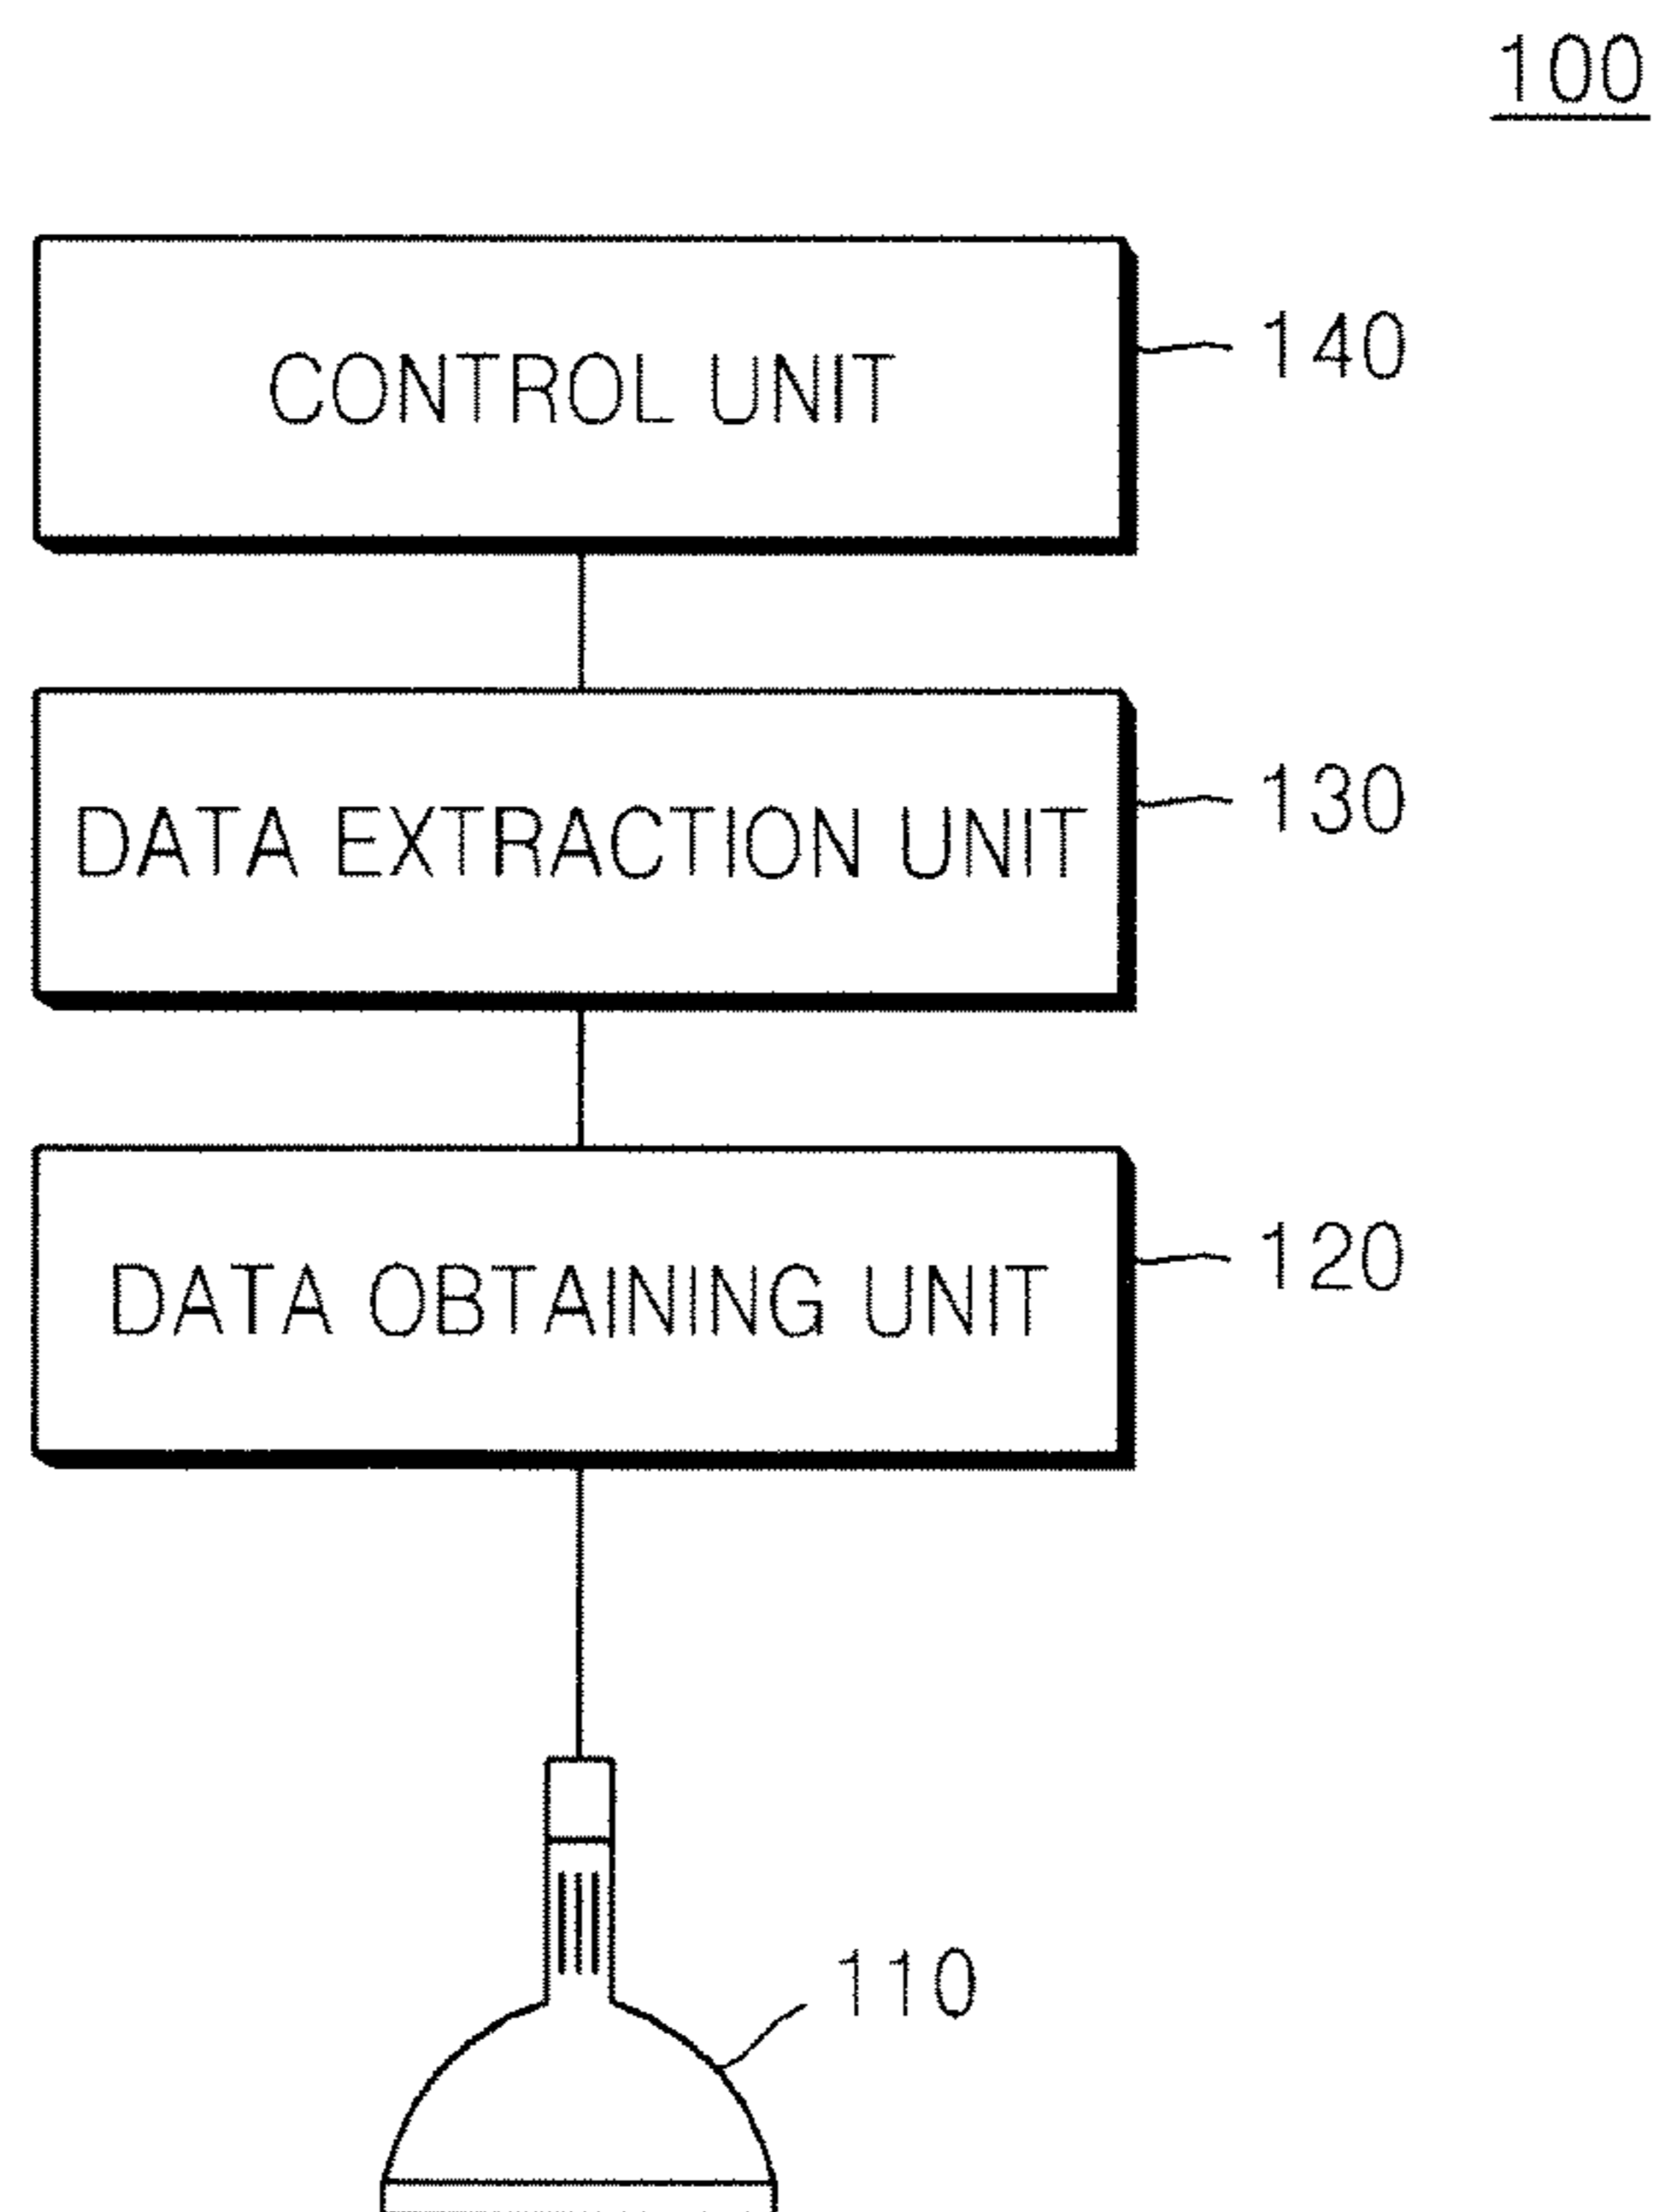 100
CONTROL UNIT
140
DATA EXTRACTION UNIT
130
DATA OBTAINING UNIT
120
110